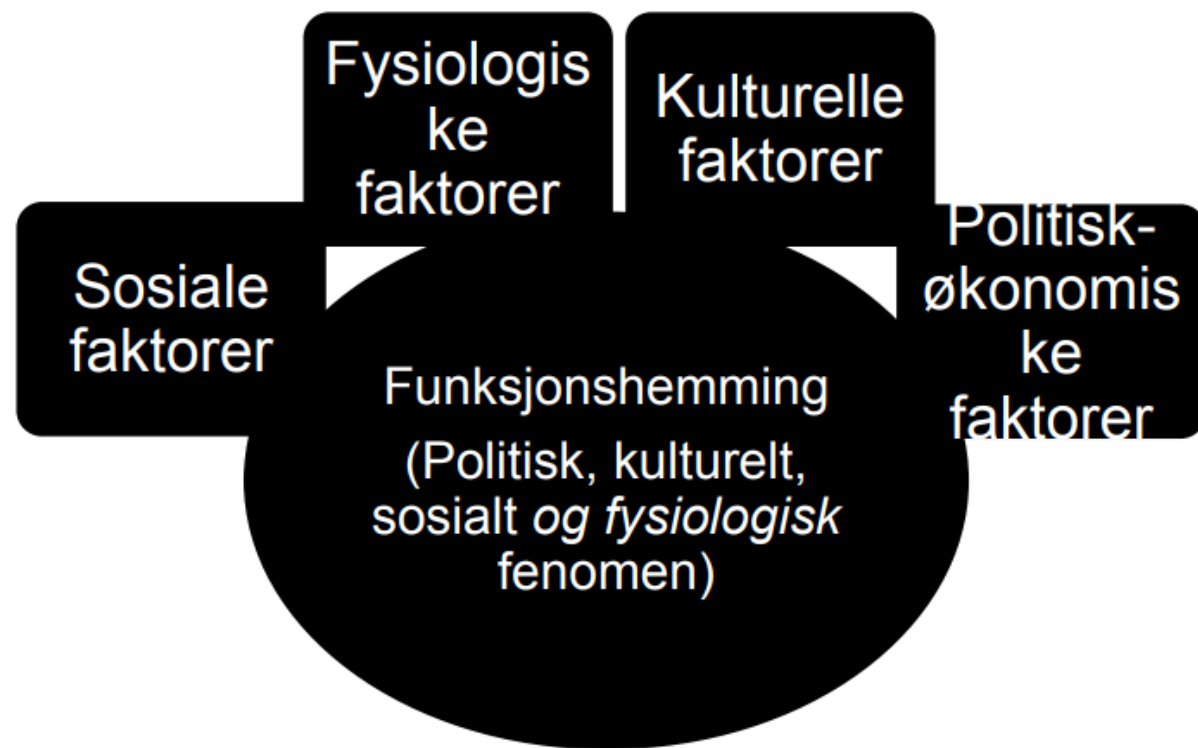 Fysiologis
ke
faktorer
Kulturelle
faktorer
Sosiale
faktorer
Politisk-
økonomis
ke
faktorer
Funksjonshemming
(Politisk, kulturelt,
sosialt og fysiologisk
fenomen)